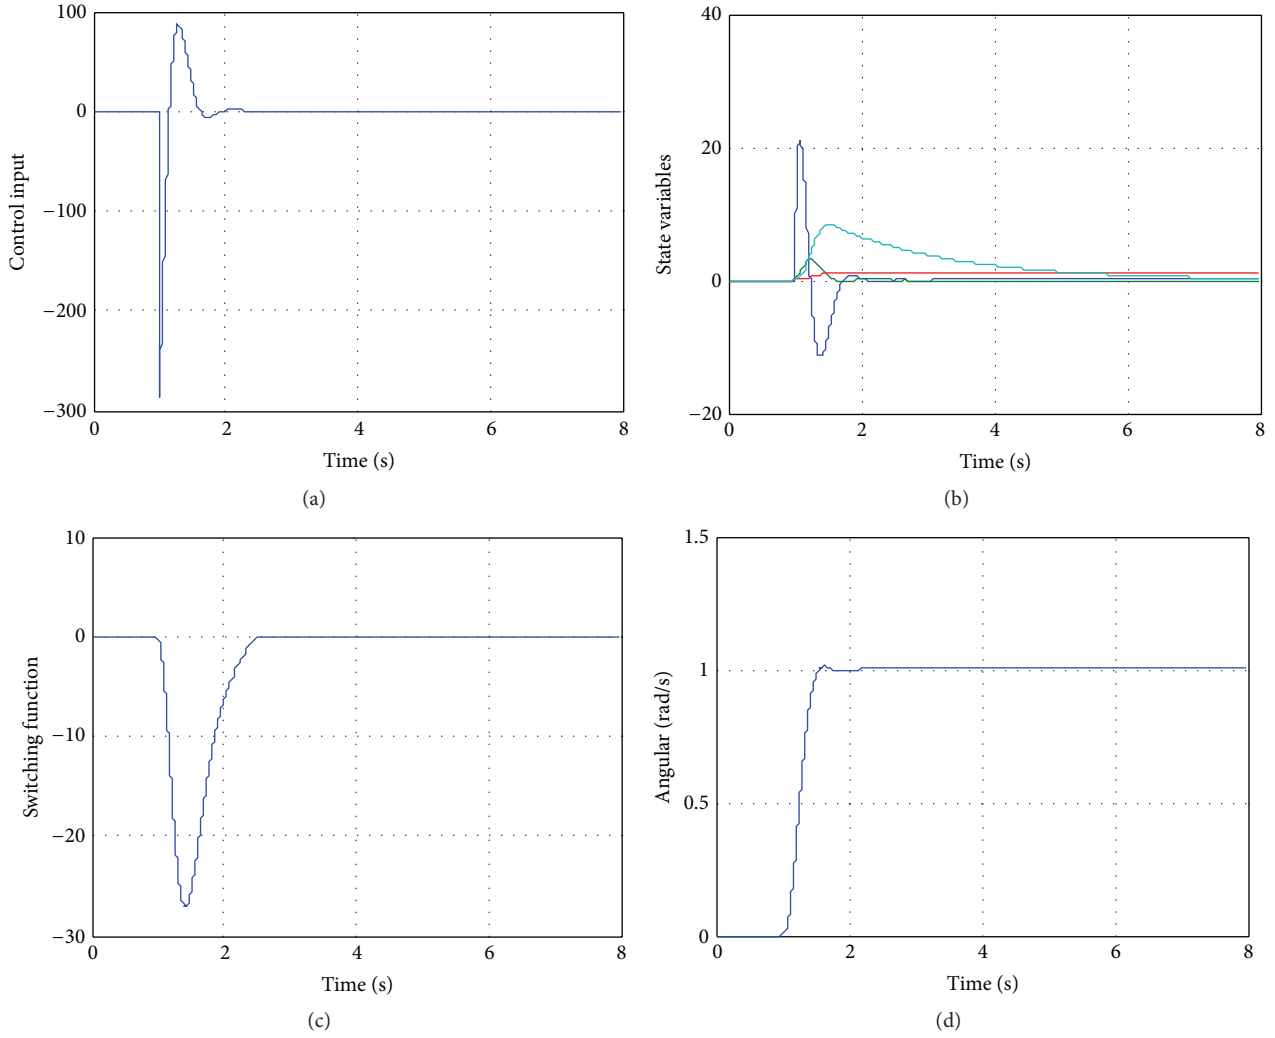 100
0
−100
−200
−300
Control input
0 2 4 6 8
Time (s)
(a)
40
20
0
−20
State variables
0 2 4 6 8
Time (s)
(b)
10
0
−10
−20
−30
Switching function
0 2 4 6 8
Time (s)
(c)
1.5
1
0.5
0
Angular (rad/s)
0 2 4 6 8
Time (s)
(d)